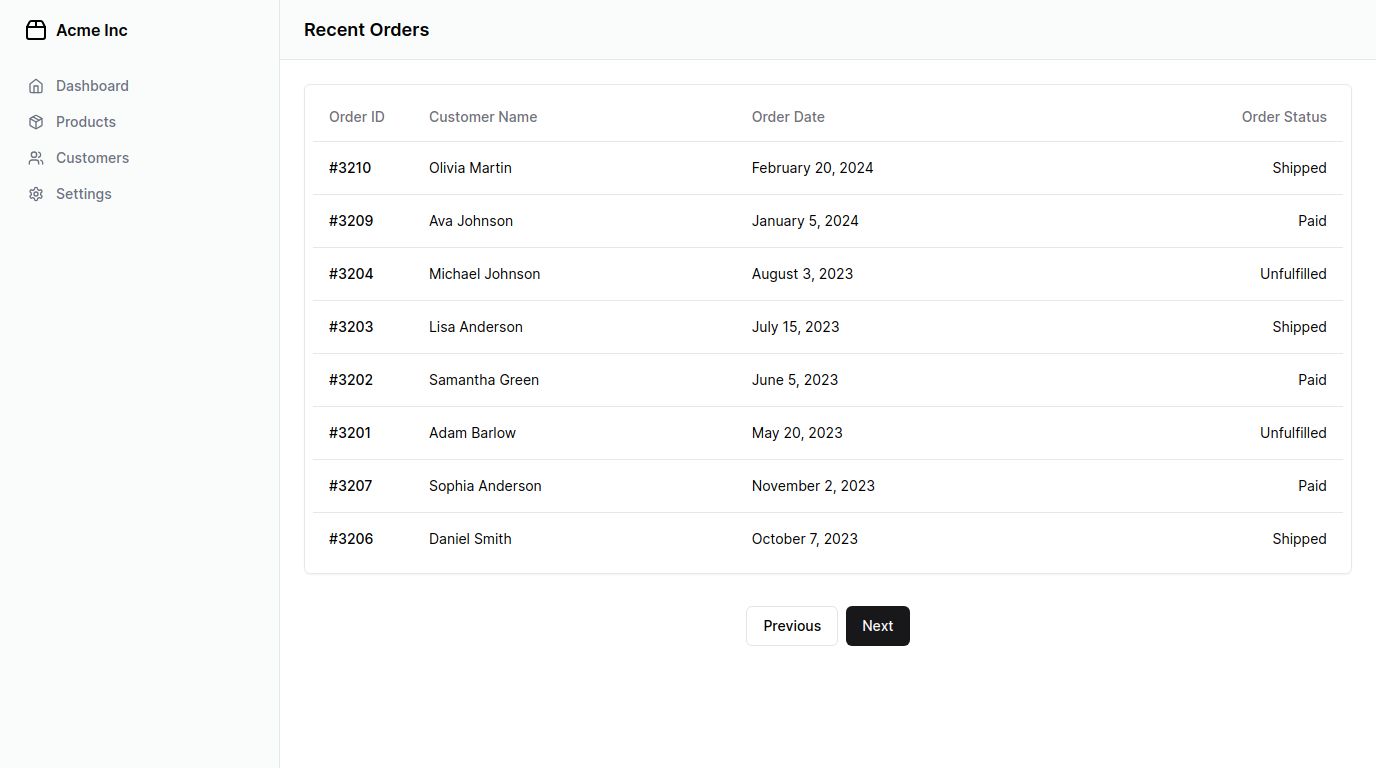 Acme Inc
Dashboard
Products
Customers
Settings
Recent Orders
Order ID Customer Name Order Date Order Status
#3210 Olivia Martin February 20, 2024 Shipped
#3209 Ava Johnson January 5, 2024 Paid
#3204 Michael Johnson August 3, 2023 Unfulfilled
#3203 Lisa Anderson July 15, 2023 Shipped
#3202 Samantha Green June 5, 2023 Paid
#3201 Adam Barlow May 20, 2023 Unfulfilled
#3207 Sophia Anderson November 2, 2023 Paid
#3206 Daniel Smith October 7, 2023 Shipped
Previous Next